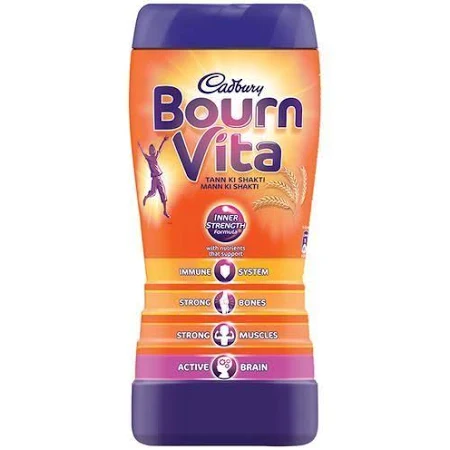 Cadbury
Bourn
Vita
TANN KI SHAKTI
MANN KI SHAKTI
INNER
STRENGTH
Formula
with nutrients
that support
IMMUNE SYSTEM
STRONG BONES
STRONG MUSCLES
ACTIVE BRAIN